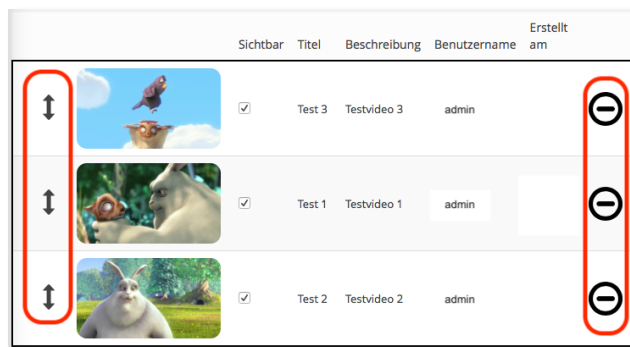 Sichtbar Titel Beschreibung Benutzername Erstellt am
Test 3 Testvideo 3 admin
Test 1 Testvideo 1 admin
Test 2 Testvideo 2 admin